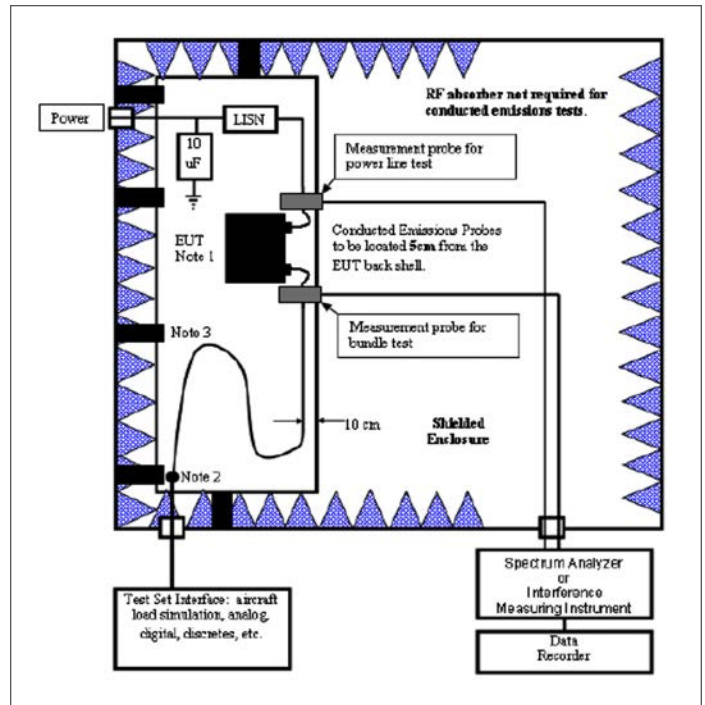 RF absorber not required for
conducted emissions tests.
Power
LISN
10
uF
Measurement probe for
power line test
EUT
Note 1
Conducted Emissions Probes
to be located 5cm from the
EUT back shell.
Note 3
Measurement probe for
bundle test
10 cm
Shielded
Enclosure
Note 2
Test Set Interface: aircraft
load simulation, analog,
digital, discretes, etc.
Spectrum Analyzer
or
Interference
Measuring Instrument
Data
Recorder